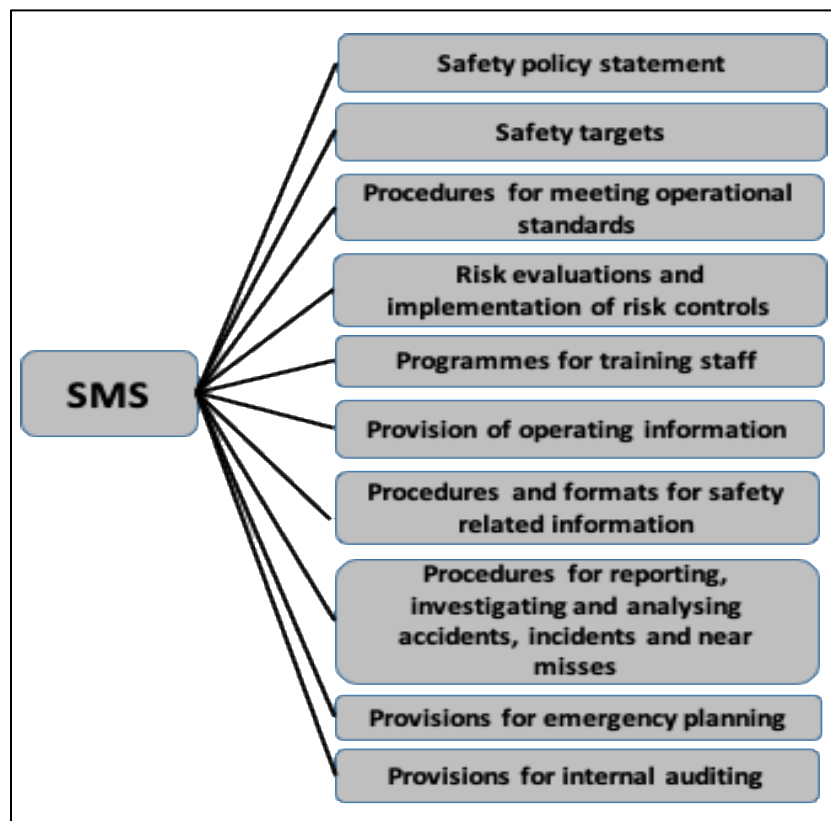 Safety policy statement
Safety targets
Procedures for meeting operational
standards
Risk evaluations and
implementation of risk controls
SMS
Programmes for training staff
Provision of operating information
Procedures and formats for safety
related information
Procedures for reporting,
investigating and analysing
accidents, incidents and near
misses
Provisions for emergency planning
Provisions for internal auditing